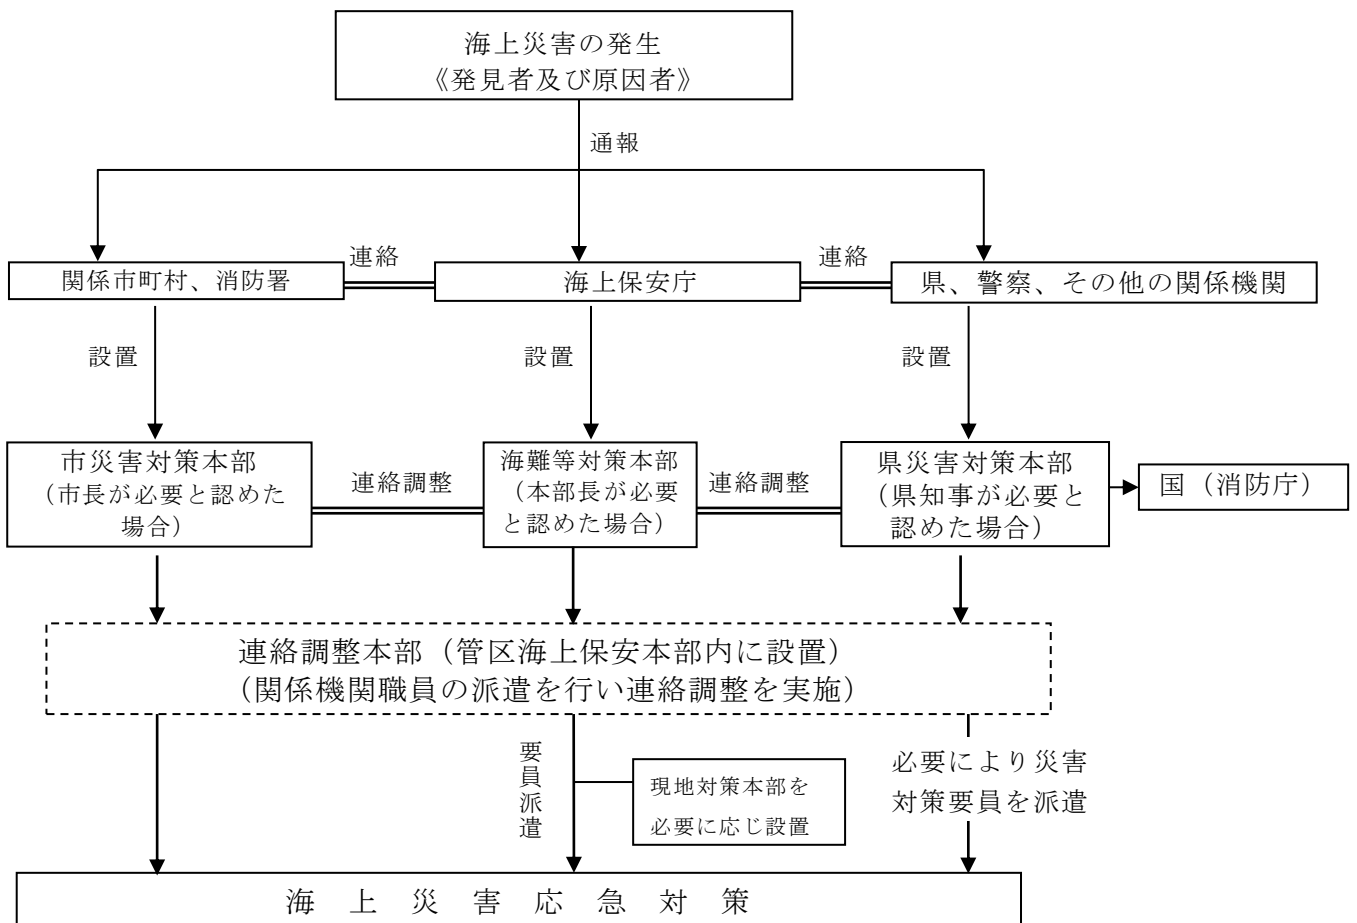 海上災害の発生
《発見者及び原因者》
通報
関係市町村、消防署
連絡
海上保安庁
連絡
県、警察、その他の関係機関
設置
設置
設置
市災害対策本部
（市長が必要と認めた
場合）
連絡調整
海難等対策本部
（本部長が必要
と認めた場合）
連絡調整
県災害対策本部
（県知事が必要と
認めた場合）
国（消防庁）
連絡調整本部（管区海上保安本部内に設置）
（関係機関職員の派遣を行い連絡調整を実施）
要員派遣
現地対策本部を
必要に応じ設置
必要により災害
対策要員を派遣
海上災害応急対策